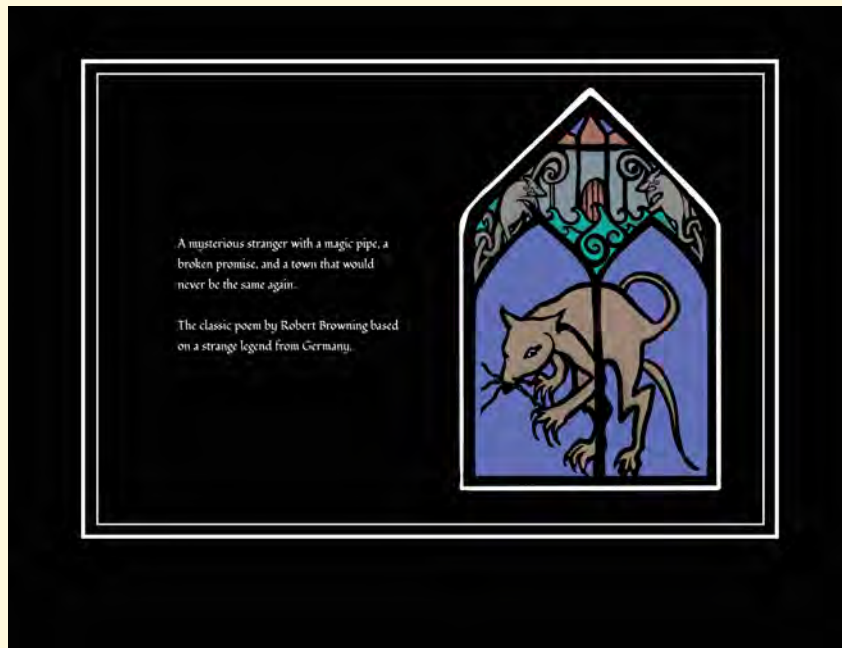 A mysterious stranger with a magic pipe, a
broken promise, and a town that would
never be the same again.
The classic poem by Robert Browning based
on a strange legend from Germany.